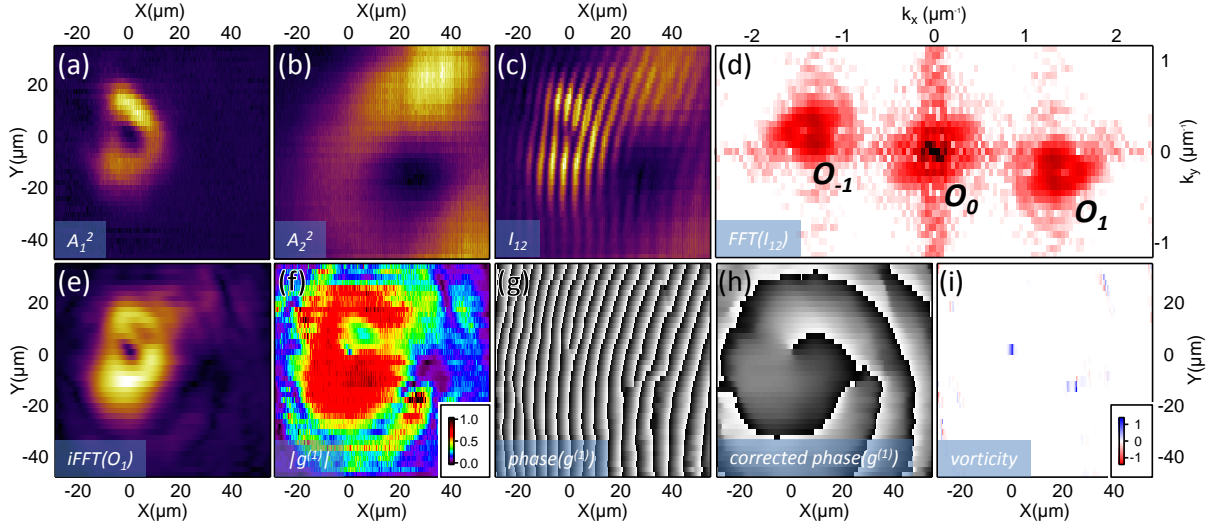 X(μm) X(μm) X(μm) kₓ (μm⁻¹)
-20 0 20 40 -20 0 20 40 -20 0 20 40 -2 -1 0 1 2
(a) (b) (c) (d)
Y(μm) 20 0 -20 -40
1 0 -1 k_y (μm⁻¹)
O₋₁ O₀ O₁
A₁² A₂² I₁₂ FFT(I₁₂)
(e) (f) (g) (h) (i)
Y(μm) 20 0 -20 -40
20 0 -20 -40 Y(μm)
1.0 0.5 0.0
1 0 -1
iFFT(O₁) |g⁽¹⁾| phase(g⁽¹⁾) corrected phase(g⁽¹⁾) vorticity
-20 0 20 40 -20 0 20 40 -20 0 20 40 -20 0 20 40 -20 0 20 40
X(μm) X(μm) X(μm) X(μm) X(μm)